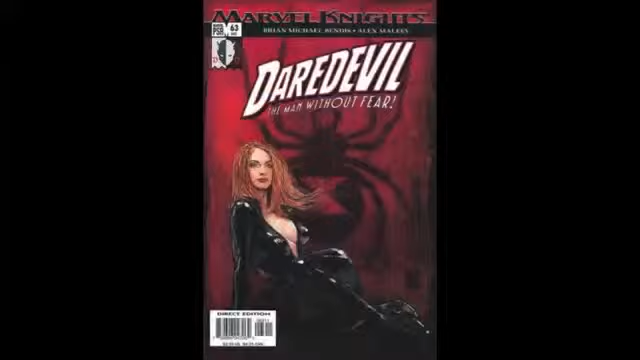 MARVEL KNIGHTS
63
BRIAN MICHAEL BENDIS • ALEX MALEEV
DAREDEVIL
THE MAN WITHOUT FEAR!
DIRECT EDITION